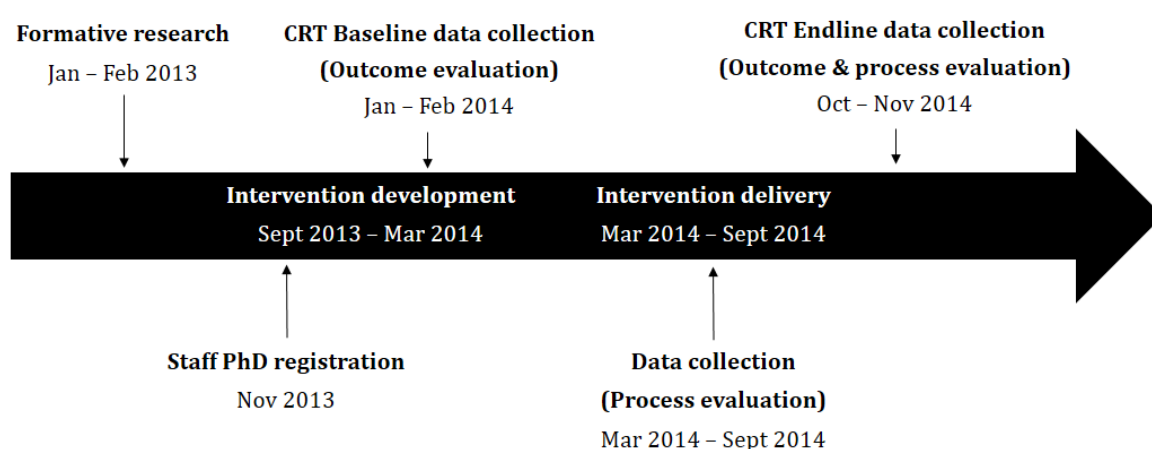 Formative research
Jan – Feb 2013
CRT Baseline data collection
(Outcome evaluation)
Jan – Feb 2014
CRT Endline data collection
(Outcome & process evaluation)
Oct – Nov 2014
Intervention development
Sept 2013 – Mar 2014
Intervention delivery
Mar 2014 – Sept 2014
Staff PhD registration
Nov 2013
Data collection
(Process evaluation)
Mar 2014 – Sept 2014